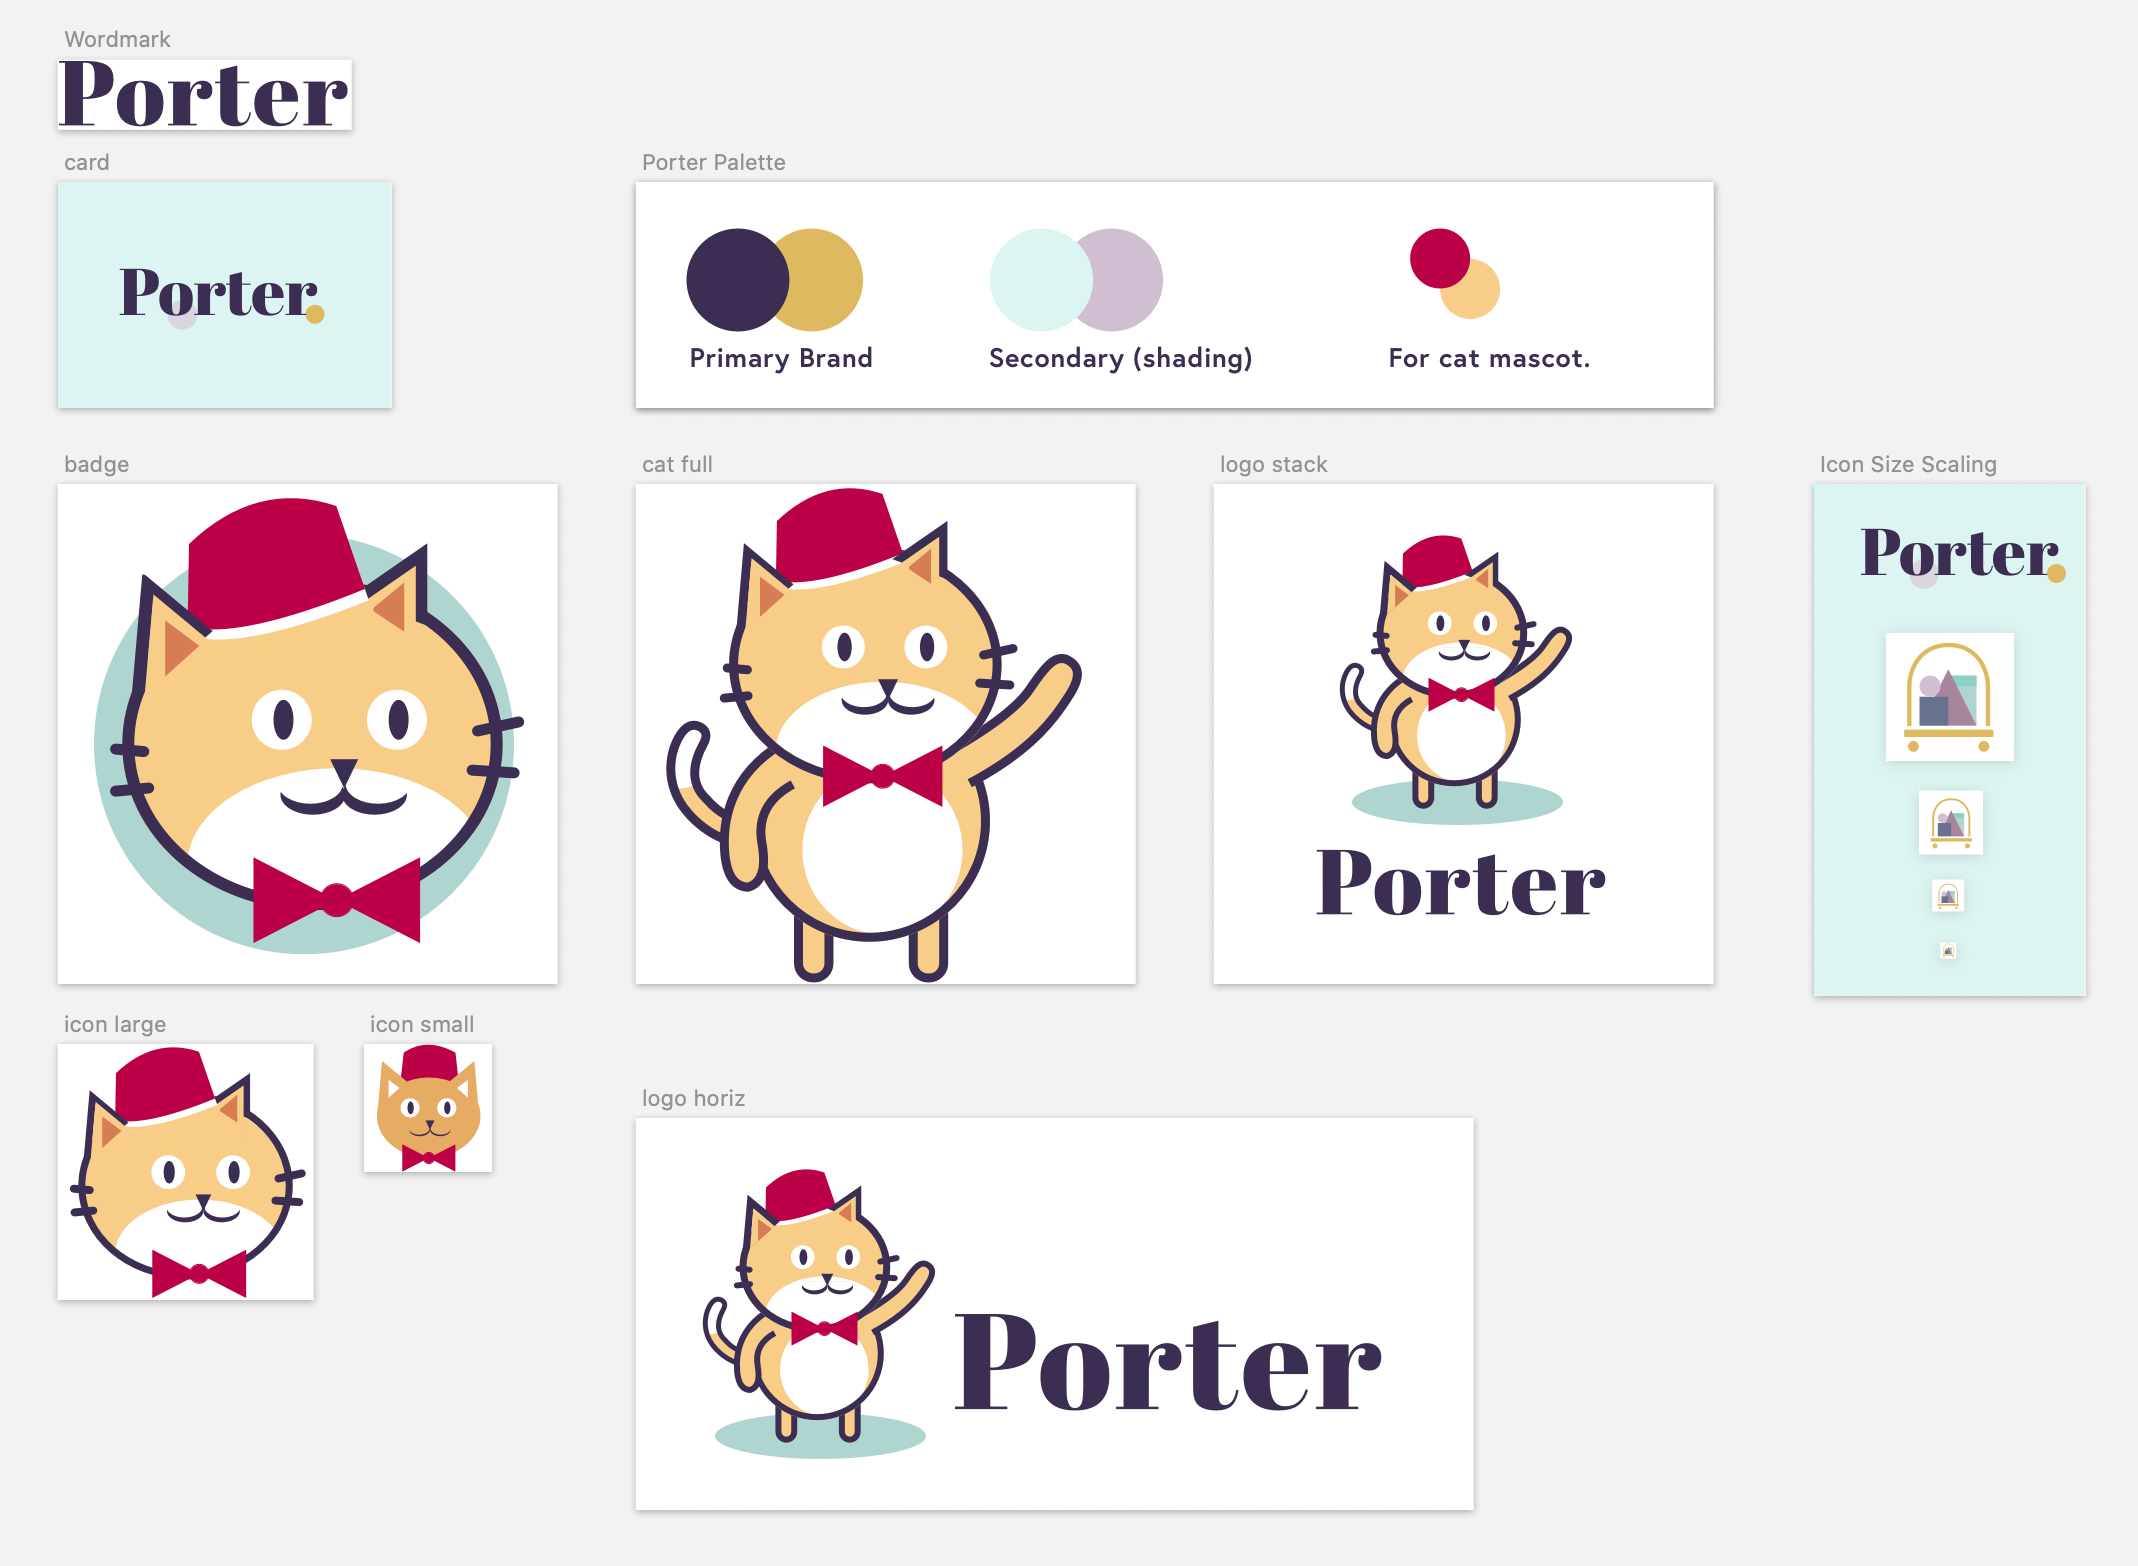 Wordmark
Porter
card
Porter Palette
Porter
Primary Brand
Secondary (shading)
For cat mascot.
badge
cat full
logo stack
Icon Size Scaling
Porter
Porter
icon large
icon small
logo horiz
Porter